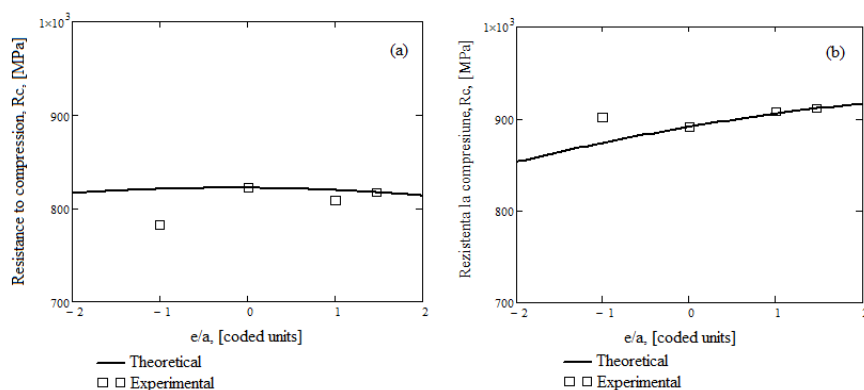 1×10³
(a)
900
800
700
Resistance to compression, Rc, [MPa]
− 2
− 1
0
1
2
e/a, [coded units]
Theoretical
Experimental
1×10³
(b)
900
800
700
Rezistenta la compresiune, Rc, [MPa]
− 2
− 1
0
1
2
e/a, [coded units]
Theoretical
Experimental